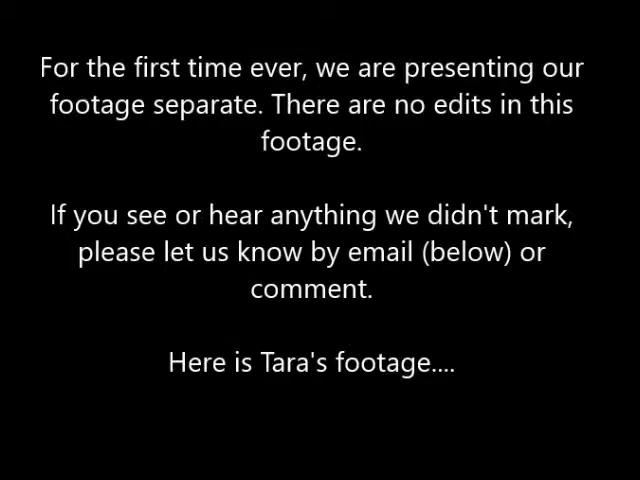 For the first time ever, we are presenting our
footage separate. There are no edits in this
footage.
If you see or hear anything we didn't mark,
please let us know by email (below) or
comment.
Here is Tara's footage....